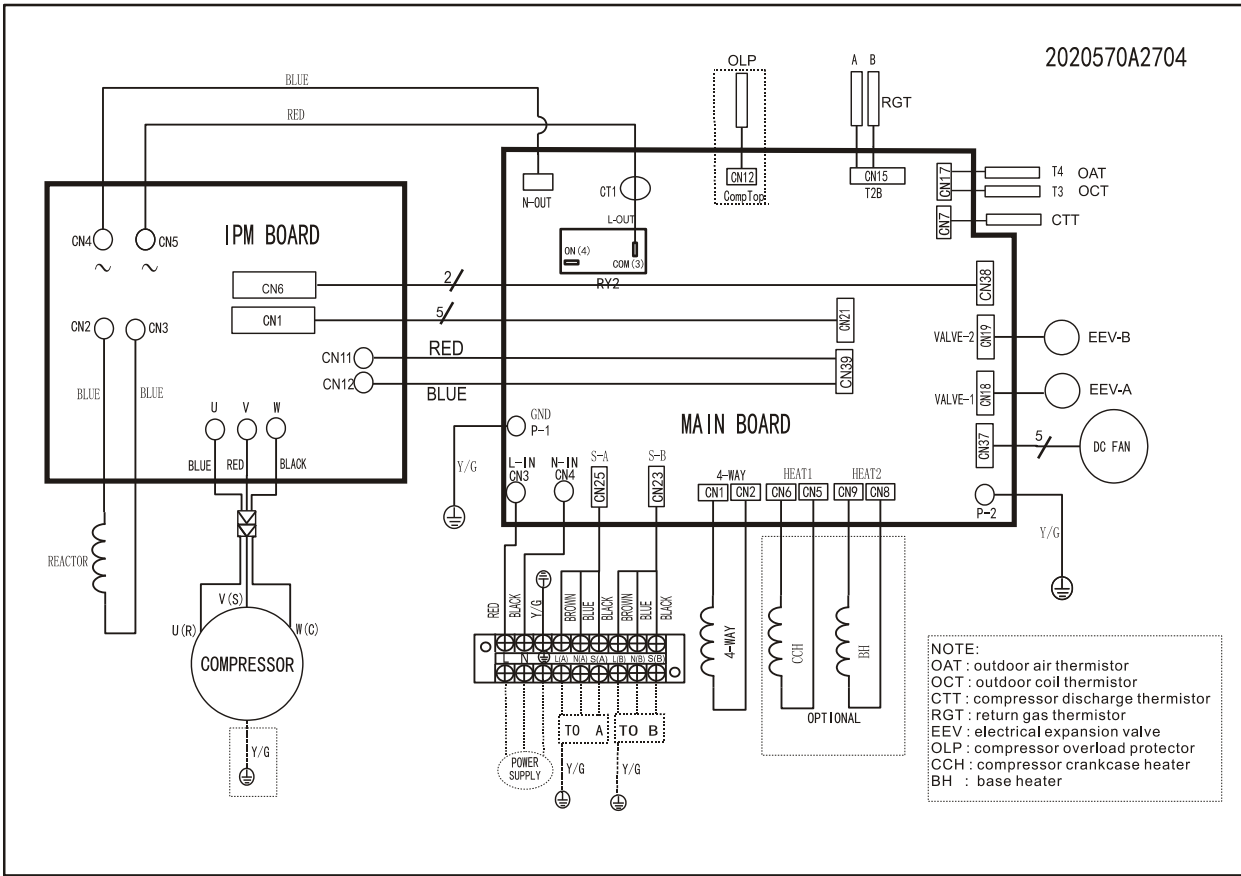 2020570A2704
BLUE
RED
OLP
A B
RGT
CN12
CompTop
CN15
T2B
CN17
T4 OAT
T3 OCT
CN7
CTT
N-OUT
CT1
L-OUT
ON(4)
COM(3)
RY2
IPM BOARD
CN4
CN5
~
~
CN6
2
CN38
CN1
5
CN21
CN2
CN3
CN11
RED
CN39
CN12
BLUE
VALVE-2
CN19
EEV-B
VALVE-1
CN18
EEV-A
BLUE
BLUE
U V W
BLUE
RED
BLACK
MAIN BOARD
GND
P-1
Y/G
CN37
5
DC FAN
L-IN
CN3
N-IN
CN4
S-A
CN25
S-B
CN23
4-WAY
CN1
CN2
HEAT1
CN6
CN5
HEAT2
CN9
CN8
P-2
Y/G
REACTOR
V(S)
U(R)
W(C)
COMPRESSOR
Y/G
RED
BLACK
Y/G
BROWN
BLUE
BLACK
BROWN
BLUE
BLACK
L N L(A) N(A) S(A) L(B) N(B) S(B)
TO A
TO B
POWER
SUPPLY
Y/G
Y/G
4-WAY
CCH
BH
OPTIONAL
NOTE:
OAT : outdoor air thermistor
OCT : outdoor coil thermistor
CTT : compressor discharge thermistor
RGT : return gas thermistor
EEV : electrical expansion valve
OLP : compressor overload protector
CCH : compressor crankcase heater
BH : base heater